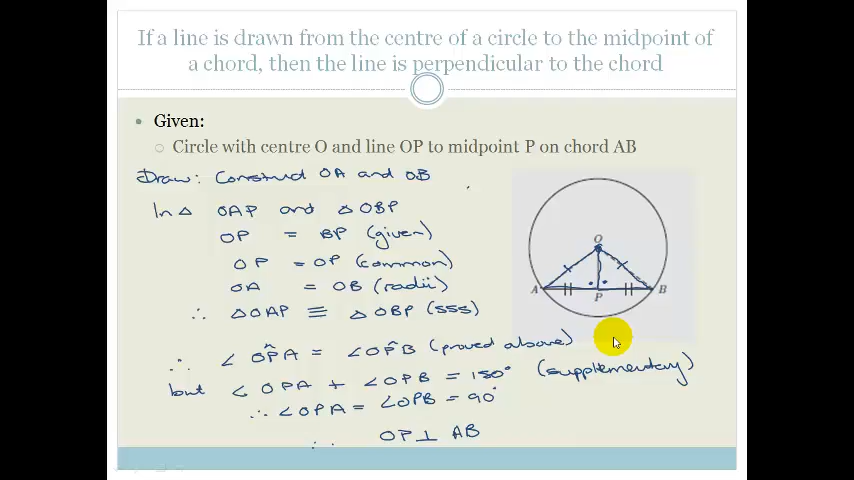 If a line is drawn from the centre of a circle to the midpoint of
a chord, then the line is perpendicular to the chord
• Given:
○ Circle with centre O and line OP to midpoint P on chord AB
Draw: Construct OA and OB
In △ OAP and △ OBP
OP = BP (given)
OP = OP (common)
OA = OB (radii)
∴ △OAP ≡ △OBP (SSS)
∴ ∠ OP̂A = ∠OP̂B (proved above)
but ∠ OPA + ∠OPB = 180° (supplementary)
∴ ∠OPA = ∠OPB = 90°
∴ OP ⊥ AB
O
A
P
B